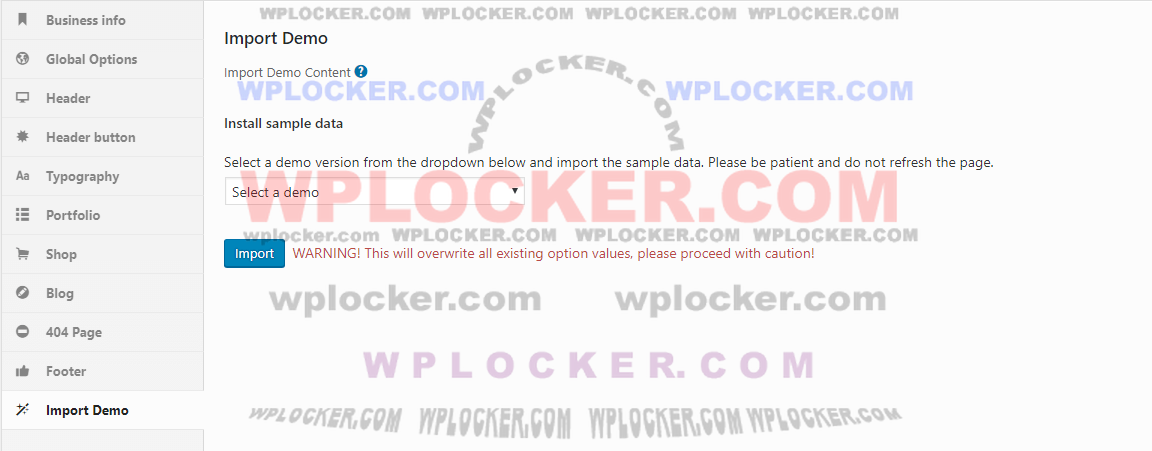 WPLOCKER.COM WPLOCKER.COM WPLOCKER.COM WPLOCKER.COM
Business info
Global Options
Header
Header button
Aa Typography
Portfolio
Shop
Blog
404 Page
Footer
Import Demo
Import Demo
Import Demo Content ?
WPLOCKER.COM WPLOCKER.COM WPLOCKER.COM
Install sample data
Select a demo version from the dropdown below and import the sample data. Please be patient and do not refresh the page.
Select a demo
WPLOCKER.COM
wplocker.com WPLOCKER.COM WPLOCKER.COM WPLOCKER.COM
Import WARNING! This will overwrite all existing option values, please proceed with caution!
wplocker.com wplocker.com
WPLOCKER.COM
WPLOCKER.COM WPLOCKER.COM WPLOCKER.COM WPLOCKER.COM